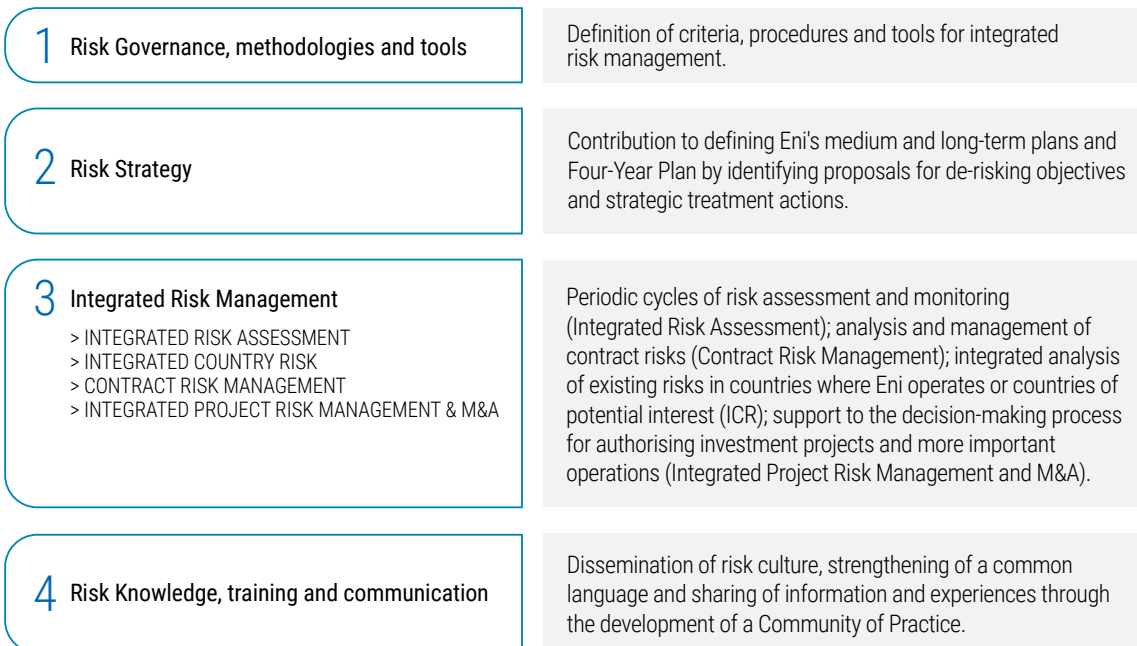 1 Risk Governance, methodologies and tools
Definition of criteria, procedures and tools for integrated
risk management.
2 Risk Strategy
Contribution to defining Eni's medium and long-term plans and
Four-Year Plan by identifying proposals for de-risking objectives
and strategic treatment actions.
3 Integrated Risk Management
> INTEGRATED RISK ASSESSMENT
> INTEGRATED COUNTRY RISK
> CONTRACT RISK MANAGEMENT
> INTEGRATED PROJECT RISK MANAGEMENT & M&A
Periodic cycles of risk assessment and monitoring
(Integrated Risk Assessment); analysis and management of
contract risks (Contract Risk Management); integrated analysis
of existing risks in countries where Eni operates or countries of
potential interest (ICR); support to the decision-making process
for authorising investment projects and more important
operations (Integrated Project Risk Management and M&A).
4 Risk Knowledge, training and communication
Dissemination of risk culture, strengthening of a common
language and sharing of information and experiences through
the development of a Community of Practice.